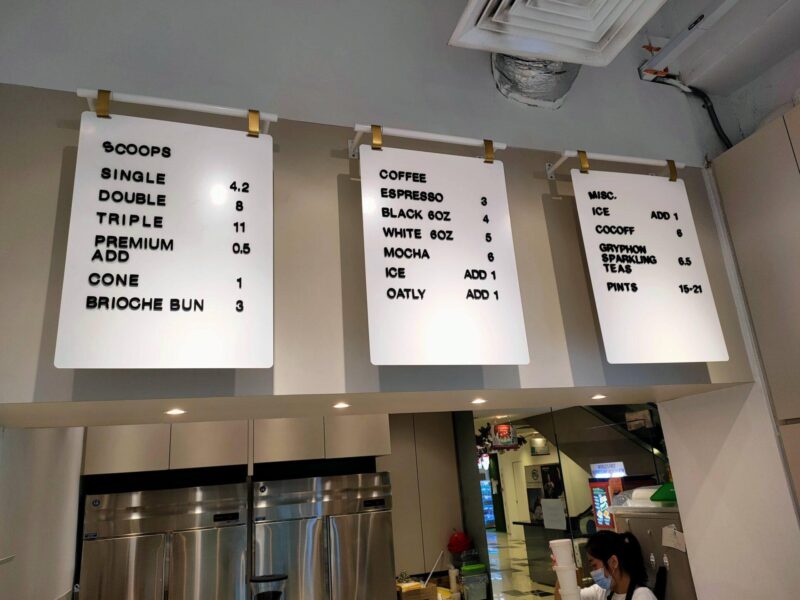 SCOOPS
SINGLE 4.2
DOUBLE 8
TRIPLE 11
PREMIUM
ADD 0.5
CONE 1
BRIOCHE BUN 3
COFFEE
ESPRESSO 3
BLACK 6OZ 4
WHITE 6OZ 5
MOCHA 6
ICE ADD 1
OATLY ADD 1
MISC.
ICE ADD 1
COCOFF 6
GRYPHON
SPARKLING
TEAS 6.5
PINTS 15-21